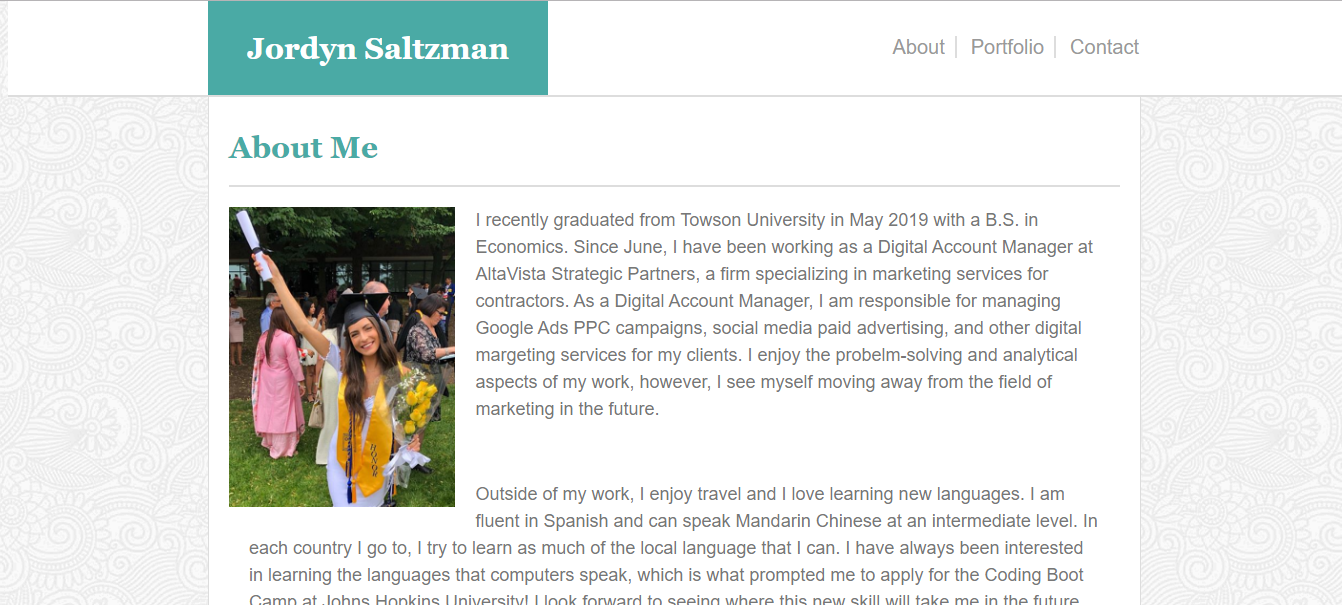 Jordyn Saltzman
About
Portfolio
Contact
About Me
I recently graduated from Towson University in May 2019 with a B.S. in
Economics. Since June, I have been working as a Digital Account Manager at
AltaVista Strategic Partners, a firm specializing in marketing services for
contractors. As a Digital Account Manager, I am responsible for managing
Google Ads PPC campaigns, social media paid advertising, and other digital
margeting services for my clients. I enjoy the probelm-solving and analytical
aspects of my work, however, I see myself moving away from the field of
marketing in the future.
HONOR
Outside of my work, I enjoy travel and I love learning new languages. I am
fluent in Spanish and can speak Mandarin Chinese at an intermediate level. In
each country I go to, I try to learn as much of the local language that I can. I have always been interested
in learning the languages that computers speak, which is what prompted me to apply for the Coding Boot
Camp at Johns Hopkins University! I look forward to seeing where this new skill will take me in the future.